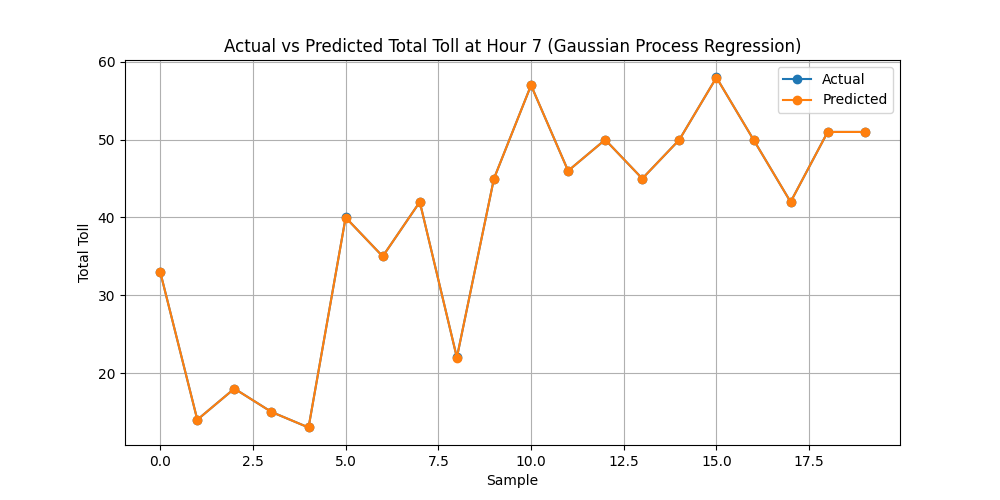 Actual vs Predicted Total Toll at Hour 7 (Gaussian Process Regression)
Actual
Predicted
60
50
40
30
20
Total Toll
0.0 2.5 5.0 7.5 10.0 12.5 15.0 17.5
Sample